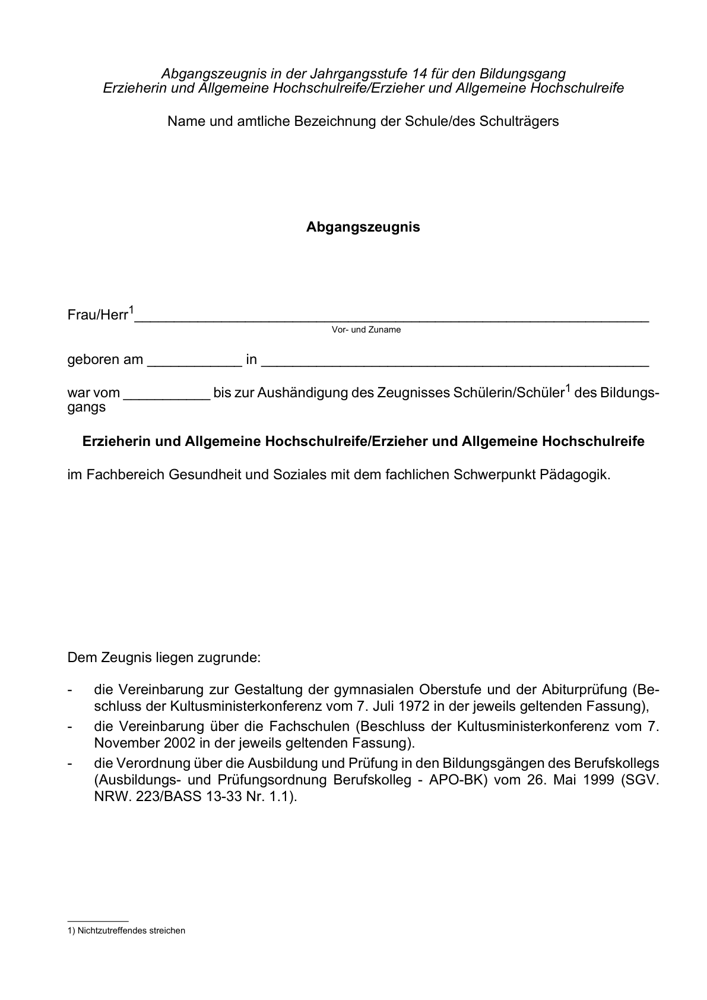 Abgangszeugnis in der Jahrgangsstufe 14 für den Bildungsgang
Erzieherin und Allgemeine Hochschulreife/Erzieher und Allgemeine Hochschulreife
Name und amtliche Bezeichnung der Schule/des Schulträgers
Abgangszeugnis
Frau/Herr1_________________________________________________________________
Vor- und Zuname
geboren am ____________ in _________________________________________________
war vom ___________ bis zur Aushändigung des Zeugnisses Schülerin/Schüler1 des Bildungs-
gangs
Erzieherin und Allgemeine Hochschulreife/Erzieher und Allgemeine Hochschulreife
im Fachbereich Gesundheit und Soziales mit dem fachlichen Schwerpunkt Pädagogik.
Dem Zeugnis liegen zugrunde:
- die Vereinbarung zur Gestaltung der gymnasialen Oberstufe und der Abiturprüfung (Be-
schluss der Kultusministerkonferenz vom 7. Juli 1972 in der jeweils geltenden Fassung),
- die Vereinbarung über die Fachschulen (Beschluss der Kultusministerkonferenz vom 7.
November 2002 in der jeweils geltenden Fassung).
- die Verordnung über die Ausbildung und Prüfung in den Bildungsgängen des Berufskollegs
(Ausbildungs- und Prüfungsordnung Berufskolleg - APO-BK) vom 26. Mai 1999 (SGV.
NRW. 223/BASS 13-33 Nr. 1.1).
1) Nichtzutreffendes streichen